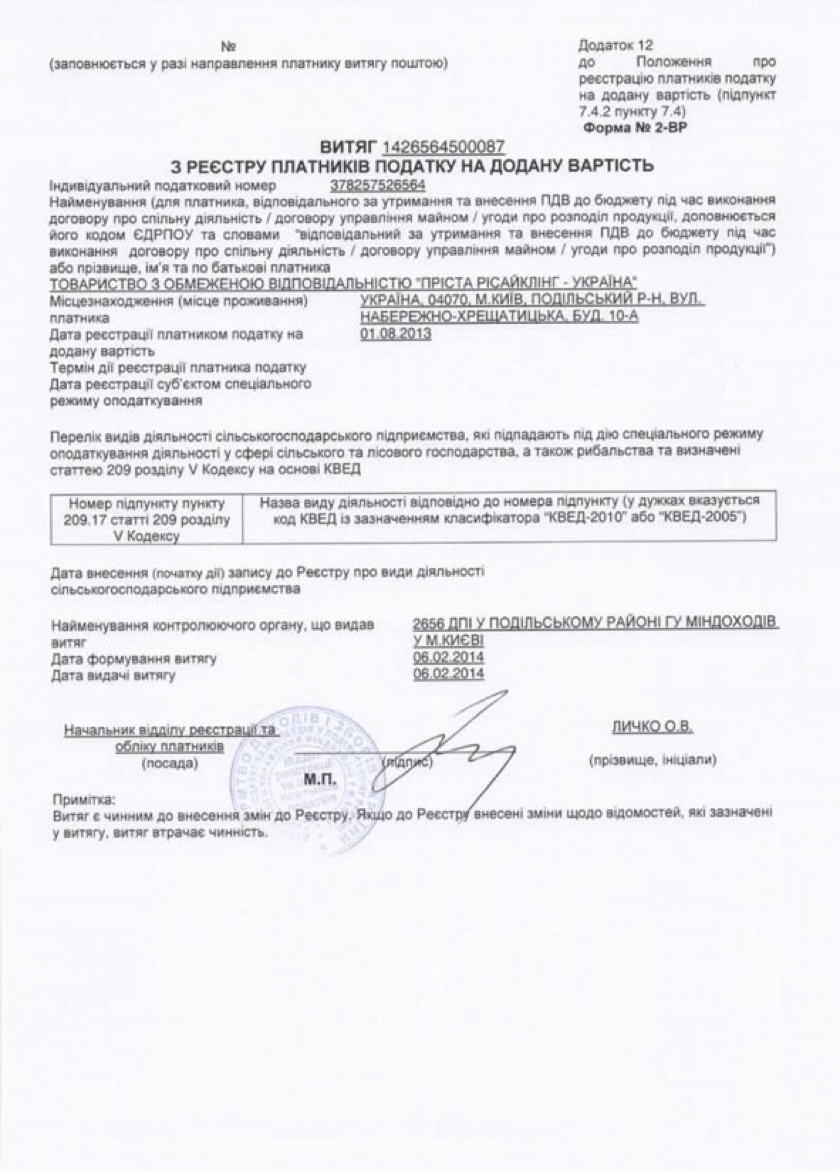 №
(заповнюється у разі направлення платнику витягу поштою)
Додаток 12
до Положення про
реєстрацію платників податку
на додану вартість (підпункт
7.4.2 пункту 7.4)
Форма № 2-ВР
ВИТЯГ 1426564500087
З РЕЄСТРУ ПЛАТНИКІВ ПОДАТКУ НА ДОДАНУ ВАРТІСТЬ
Індивідуальний податковий номер 378257526564
Найменування (для платника, відповідального за утримання та внесення ПДВ до бюджету під час виконання
договору про спільну діяльність / договору управління майном / угоди про розподіл продукції, доповнюється
його кодом ЄДРПОУ та словами "відповідальний за утримання та внесення ПДВ до бюджету під час
виконання договору про спільну діяльність / договору управління майном / угоди про розподіл продукції")
або прізвище, ім'я та по батькові платника
ТОВАРИСТВО З ОБМЕЖЕНОЮ ВІДПОВІДАЛЬНІСТЮ "ПРІСТА РІСАЙКЛІНГ - УКРАЇНА"
Місцезнаходження (місце проживання) УКРАЇНА, 04070, М.КИЇВ, ПОДІЛЬСЬКИЙ Р-Н, ВУЛ.
платника НАБЕРЕЖНО-ХРЕЩАТИЦЬКА, БУД. 10-А
Дата реєстрації платником податку на 01.08.2013
додану вартість
Термін дії реєстрації платника податку
Дата реєстрації суб'єктом спеціального
режиму оподаткування
Перелік видів діяльності сільськогосподарського підприємства, які підпадають під дію спеціального режиму
оподаткування діяльності у сфері сільського та лісового господарства, а також рибальства та визначені
статтею 209 розділу V Кодексу на основі КВЕД
Номер підпункту пункту
209.17 статті 209 розділу
V Кодексу
Назва виду діяльності відповідно до номера підпункту (у дужках вказується
код КВЕД із зазначенням класифікатора "КВЕД-2010" або "КВЕД-2005")
Дата внесення (початку дії) запису до Реєстру про види діяльності
сільськогосподарського підприємства
Найменування контролюючого органу, що видав 2656 ДПІ У ПОДІЛЬСЬКОМУ РАЙОНІ ГУ МІНДОХОДІВ
витяг У М.КИЄВІ
Дата формування витягу 06.02.2014
Дата видачі витягу 06.02.2014
Начальник відділу реєстрації та
обліку платників
(посада)
М.П.
(підпис)
ЛИЧКО О.В.
(прізвище, ініціали)
Примітка:
Витяг є чинним до внесення змін до Реєстру. Якщо до Реєстру внесені зміни щодо відомостей, які зазначені
у витягу, витяг втрачає чинність.